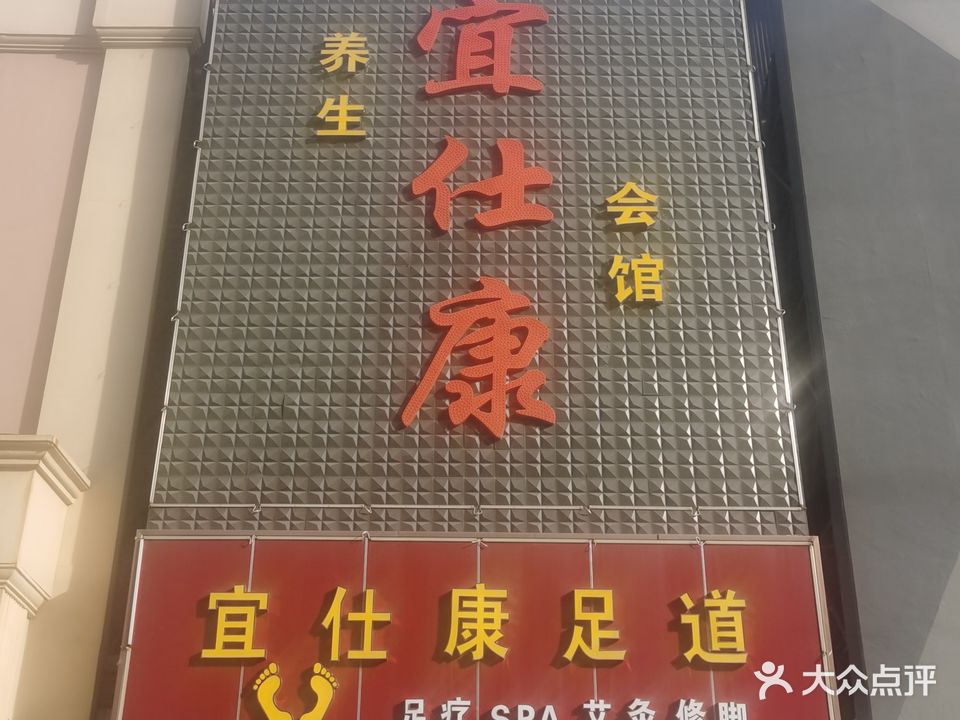 养生
宜仕康
会馆
宜仕康足道
足疗 SPA 艾灸 修脚
大众点评